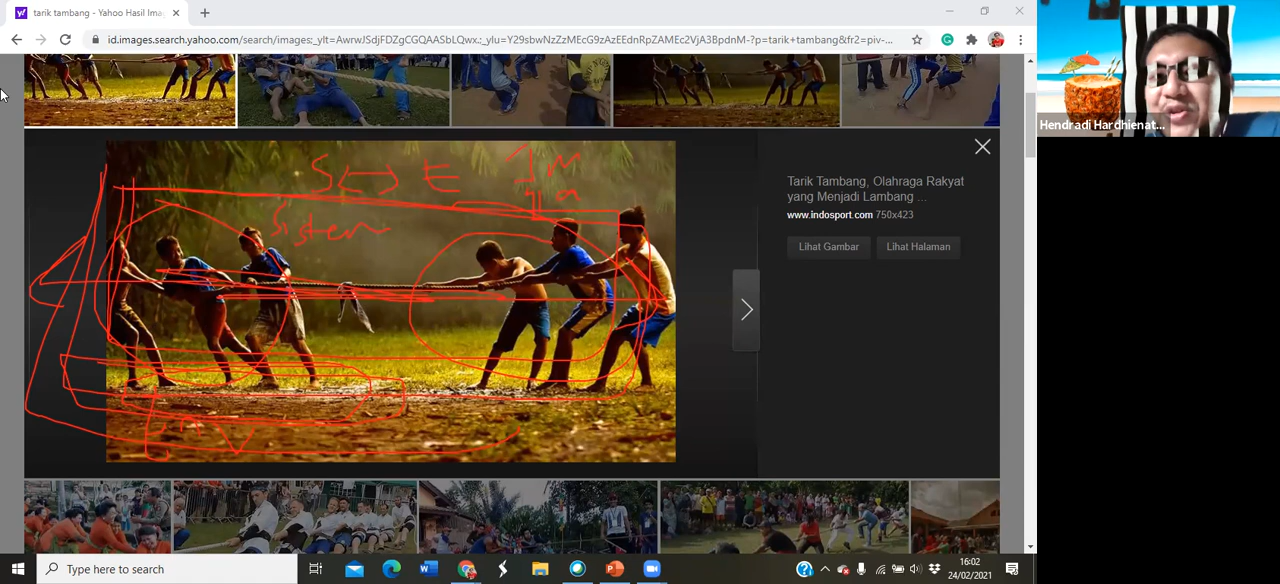 tarik tambang - Yahoo Hasil Ima
id.images.search.yahoo.com/search/images;_ylt=AwrwJSdjFDZgCGQAASbLQwx.;_ylu=Y29sbwNzZzMEcG9zAzEEdnRpZAMEc2VjA3BpdnM-?p=tarik+tambang&fr2=piv-...
Hendradi Hardhienat...
S ↔ E
Sistem
Tarik Tambang, Olahraga Rakyat
yang Menjadi Lambang ...
www.indosport.com 750x423
Lihat Gambar Lihat Halaman
Type here to search
16:02
24/02/2021